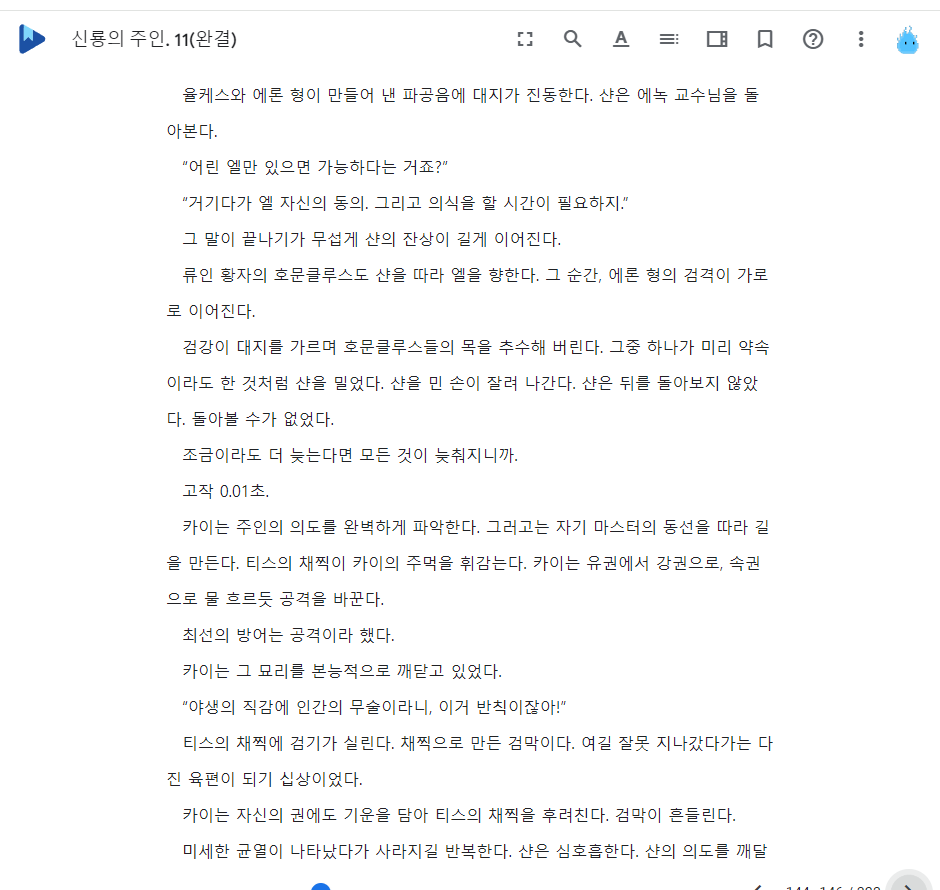 신룡의 주인. 11(완결)
율케스와 에론 형이 만들어 낸 파공음에 대지가 진동한다. 샨은 에녹 교수님을 돌
아본다.
“어린 엘만 있으면 가능하다는 거죠?”
“거기다가 엘 자신의 동의. 그리고 의식을 할 시간이 필요하지.”
그 말이 끝나기가 무섭게 샨의 잔상이 길게 이어진다.
류인 황자의 호문클루스도 샨을 따라 엘을 향한다. 그 순간, 에론 형의 검격이 가로
로 이어진다.
검강이 대지를 가르며 호문클루스들의 목을 추수해 버린다. 그중 하나가 미리 약속
이라도 한 것처럼 샨을 밀었다. 샨을 민 손이 잘려 나간다. 샨은 뒤를 돌아보지 않았
다. 돌아볼 수가 없었다.
조금이라도 더 늦는다면 모든 것이 늦춰지니까.
고작 0.01초.
카이는 주인의 의도를 완벽하게 파악한다. 그러고는 자기 마스터의 동선을 따라 길
을 만든다. 티스의 채찍이 카이의 주먹을 휘감는다. 카이는 유권에서 강권으로, 속권
으로 물 흐르듯 공격을 바꾼다.
최선의 방어는 공격이라 했다.
카이는 그 묘리를 본능적으로 깨닫고 있었다.
“야생의 직감에 인간의 무술이라니, 이거 반칙이잖아!”
티스의 채찍에 검기가 실린다. 채찍으로 만든 검막이다. 여길 잘못 지나갔다가는 다
진 육편이 되기 십상이었다.
카이는 자신의 권에도 기운을 담아 티스의 채찍을 후려친다. 검막이 흔들린다.
미세한 균열이 나타났다가 사라지길 반복한다. 샨은 심호흡한다. 샨의 의도를 깨달